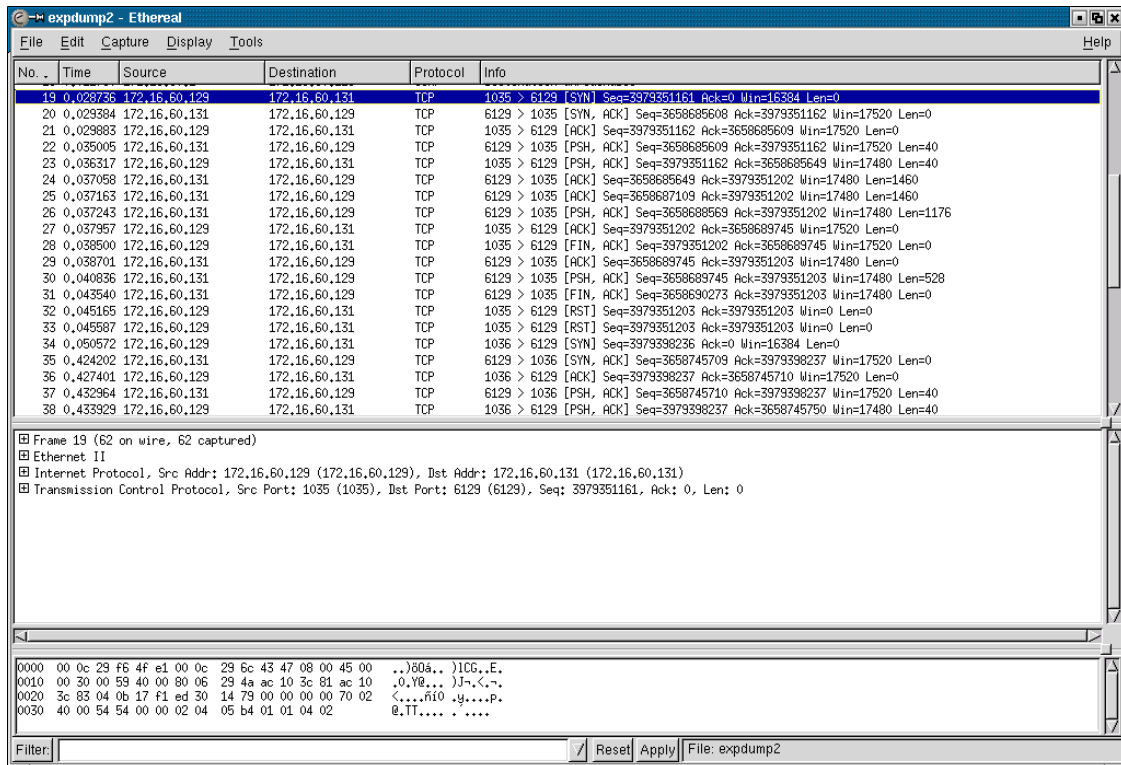 expdump2 - Ethereal
File Edit Capture Display Tools Help
No. . Time Source Destination Protocol Info
19 0.028736 172.16.60.129 172.16.60.131 TCP 1035 > 6129 [SYN] Seq=3979351161 Ack=0 Win=16384 Len=0
20 0.029384 172.16.60.131 172.16.60.129 TCP 6129 > 1035 [SYN, ACK] Seq=3658685608 Ack=3979351162 Win=17520 Len=0
21 0.029883 172.16.60.129 172.16.60.131 TCP 1035 > 6129 [ACK] Seq=3979351162 Ack=3658685609 Win=17520 Len=0
22 0.035005 172.16.60.131 172.16.60.129 TCP 6129 > 1035 [PSH, ACK] Seq=3658685609 Ack=3979351162 Win=17520 Len=40
23 0.036317 172.16.60.129 172.16.60.131 TCP 1035 > 6129 [PSH, ACK] Seq=3979351162 Ack=3658685649 Win=17480 Len=40
24 0.037058 172.16.60.131 172.16.60.129 TCP 6129 > 1035 [ACK] Seq=3658685649 Ack=3979351202 Win=17480 Len=1460
25 0.037163 172.16.60.131 172.16.60.129 TCP 6129 > 1035 [ACK] Seq=3658687109 Ack=3979351202 Win=17480 Len=1460
26 0.037243 172.16.60.131 172.16.60.129 TCP 6129 > 1035 [PSH, ACK] Seq=3658688569 Ack=3979351202 Win=17480 Len=1176
27 0.037957 172.16.60.129 172.16.60.131 TCP 1035 > 6129 [ACK] Seq=3979351202 Ack=3658689745 Win=17520 Len=0
28 0.038500 172.16.60.129 172.16.60.131 TCP 1035 > 6129 [FIN, ACK] Seq=3979351202 Ack=3658689745 Win=17520 Len=0
29 0.038701 172.16.60.131 172.16.60.129 TCP 6129 > 1035 [ACK] Seq=3658689745 Ack=3979351203 Win=17480 Len=0
30 0.040836 172.16.60.131 172.16.60.129 TCP 6129 > 1035 [PSH, ACK] Seq=3658689745 Ack=3979351203 Win=17480 Len=528
31 0.043540 172.16.60.131 172.16.60.129 TCP 6129 > 1035 [FIN, ACK] Seq=3658690273 Ack=3979351203 Win=17480 Len=0
32 0.045165 172.16.60.129 172.16.60.131 TCP 1035 > 6129 [RST] Seq=3979351203 Ack=3979351203 Win=0 Len=0
33 0.045587 172.16.60.129 172.16.60.131 TCP 1035 > 6129 [RST] Seq=3979351203 Ack=3979351203 Win=0 Len=0
34 0.050572 172.16.60.129 172.16.60.131 TCP 1036 > 6129 [SYN] Seq=3979398236 Ack=0 Win=16384 Len=0
35 0.424202 172.16.60.131 172.16.60.129 TCP 6129 > 1036 [SYN, ACK] Seq=3658745709 Ack=3979398237 Win=17520 Len=0
36 0.427401 172.16.60.129 172.16.60.131 TCP 1036 > 6129 [ACK] Seq=3979398237 Ack=3658745710 Win=17520 Len=0
37 0.432964 172.16.60.131 172.16.60.129 TCP 6129 > 1036 [PSH, ACK] Seq=3658745710 Ack=3979398237 Win=17520 Len=40
38 0.433929 172.16.60.129 172.16.60.131 TCP 1036 > 6129 [PSH, ACK] Seq=3979398237 Ack=3658745750 Win=17480 Len=40
Frame 19 (62 on wire, 62 captured)
Ethernet II
Internet Protocol, Src Addr: 172.16.60.129 (172.16.60.129), Dst Addr: 172.16.60.131 (172.16.60.131)
Transmission Control Protocol, Src Port: 1035 (1035), Dst Port: 6129 (6129), Seq: 3979351161, Ack: 0, Len: 0
0000 00 0c 29 f6 4f e1 00 0c 29 6c 43 47 08 00 45 00 ..)öOá.. )lCG..E.
0010 00 30 00 59 40 00 80 06 29 4a ac 10 3c 81 ac 10 .0.Y@... )J¬.<.¬.
0020 3c 83 04 0b 17 f1 ed 30 14 79 00 00 00 00 70 02 <....ñí0 .y....p.
0030 40 00 54 54 00 00 02 04 05 b4 01 01 04 02 @.TT.... .´....
Filter: Reset Apply File: expdump2